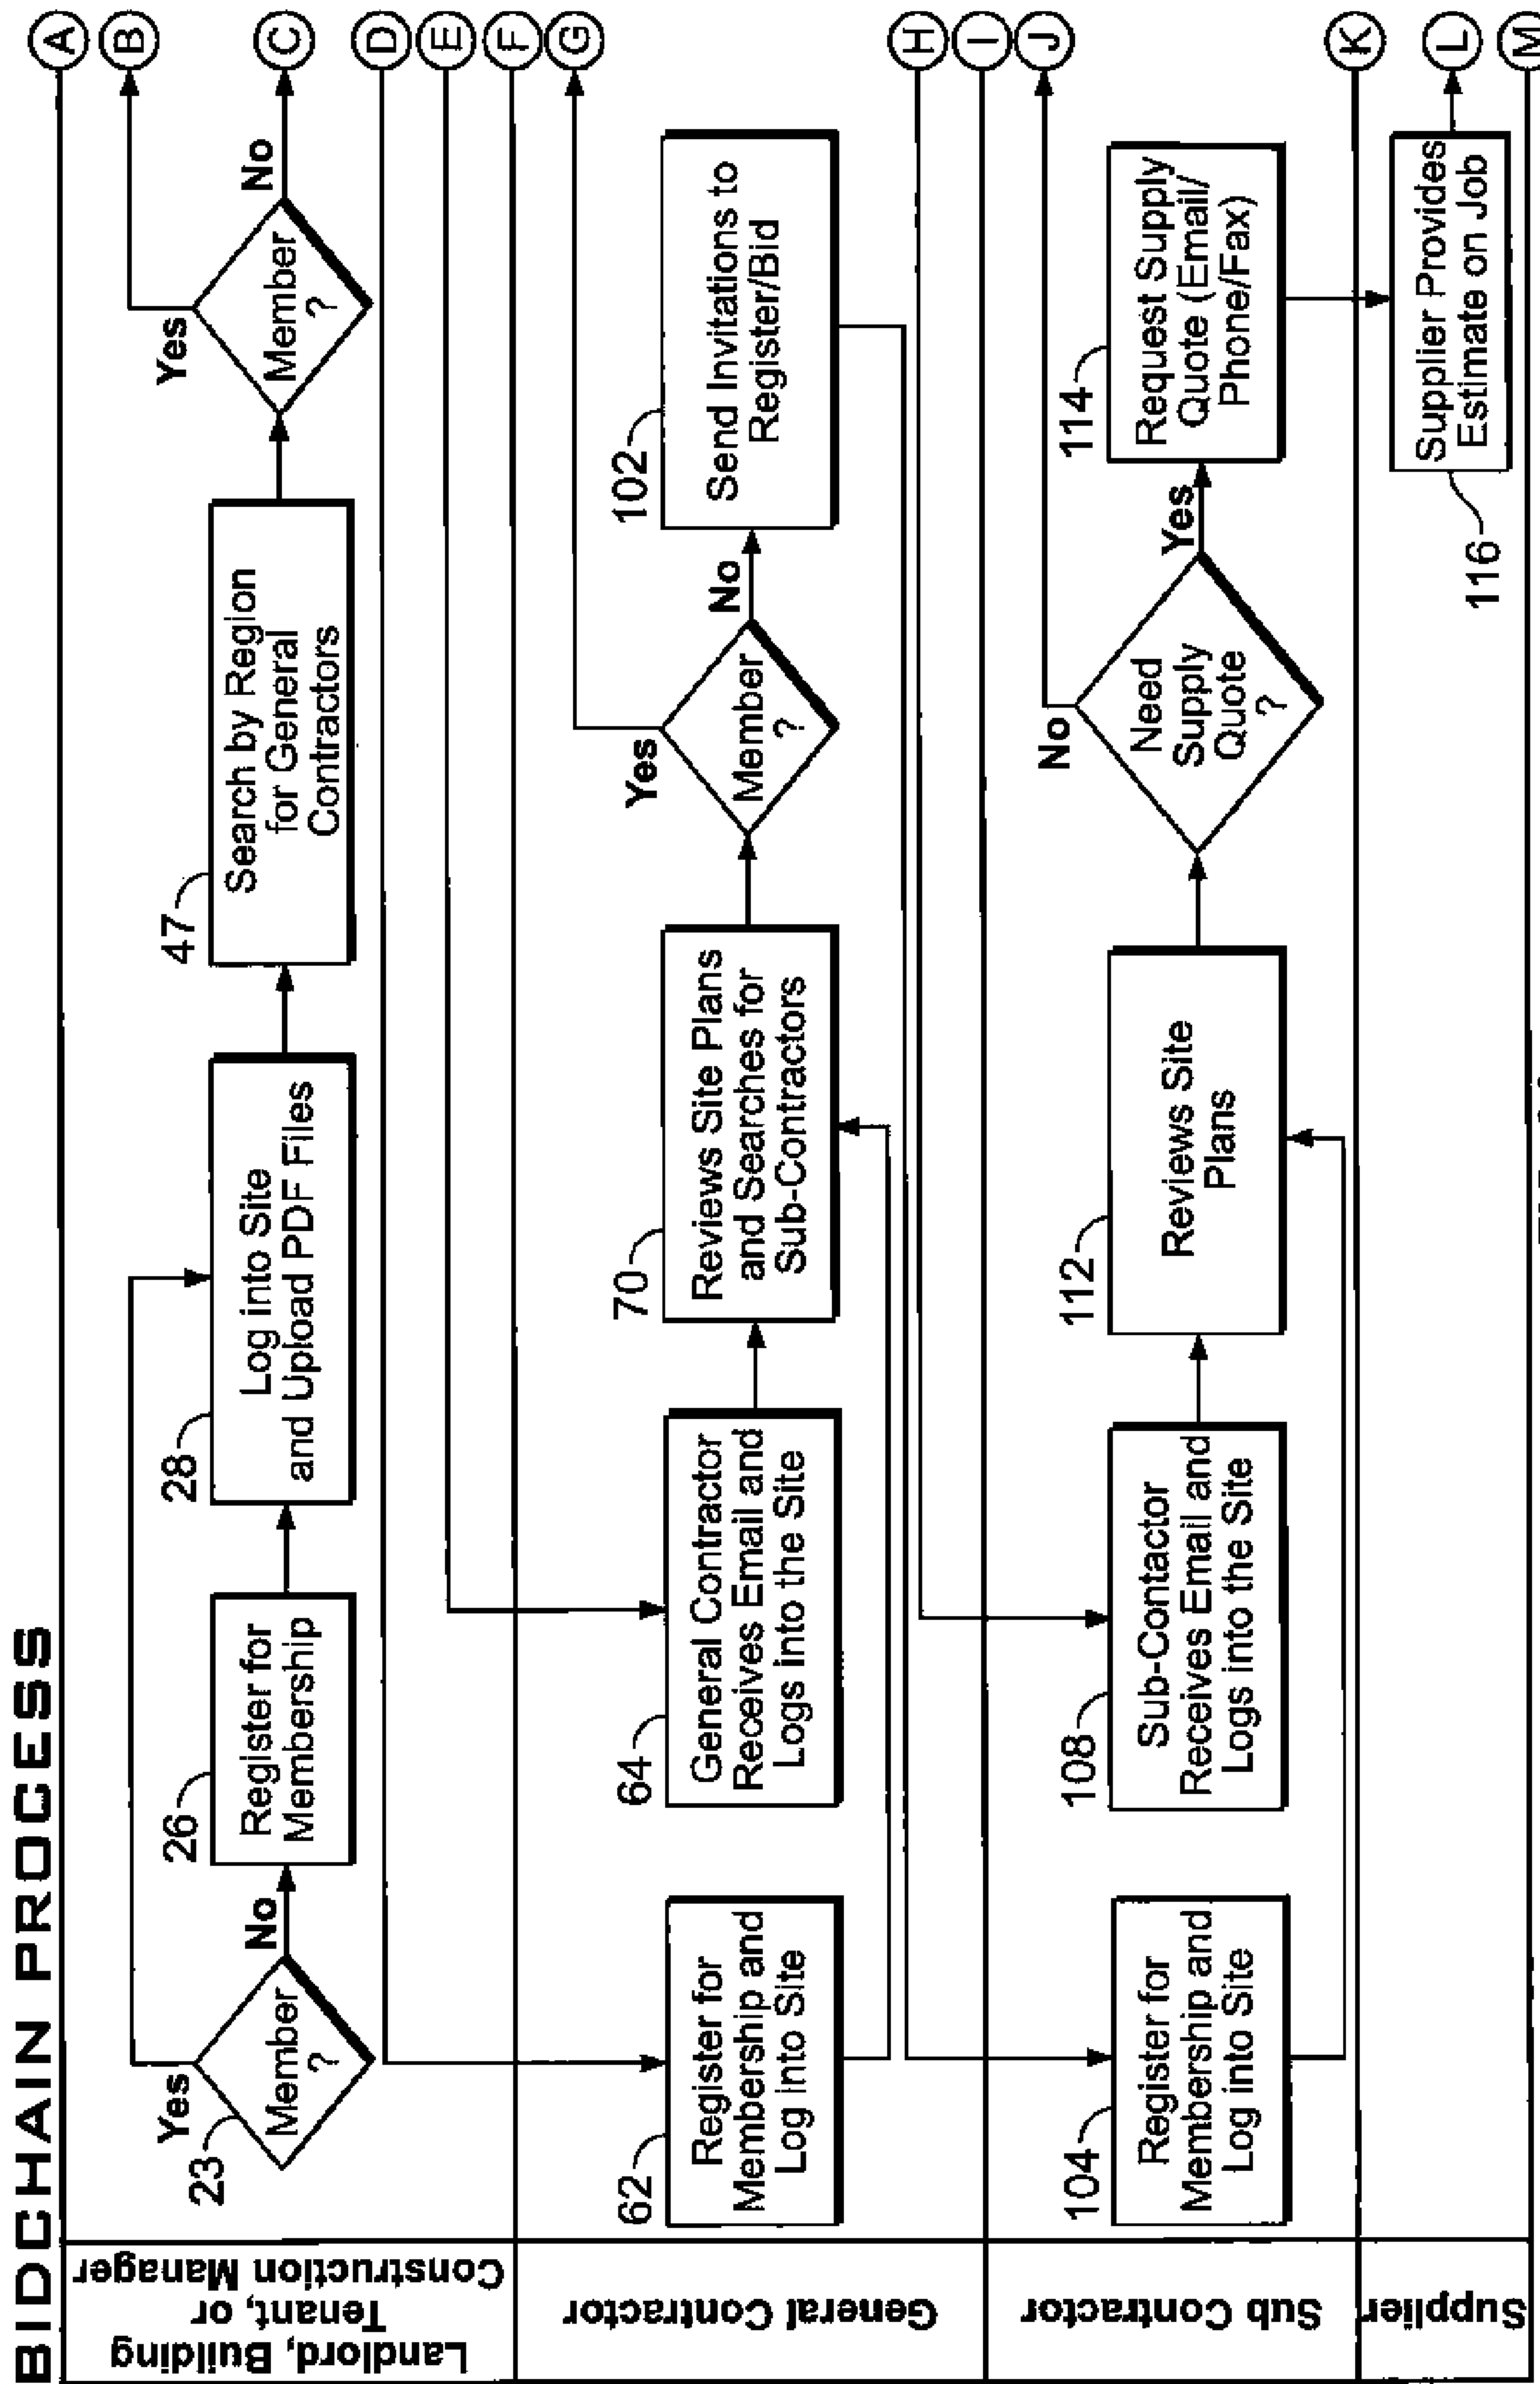 BIDCHAIN PROCESS
Landlord, Building
Tenant, or
Construction Manager
23
Member
?
Yes
No
26
Register for
Membership
28
Log into Site
and Upload PDF Files
47
Search by Region
for General
Contractors
Member
?
Yes
No
A
B
C
D
E
F
General Contractor
62
Register for
Membership and
Log into Site
64
General Contractor
Receives Email and
Logs into the Site
70
Reviews Site Plans
and Searches for
Sub-Contractors
Member
?
Yes
No
102
Send Invitations to
Register/Bid
G
H
I
Sub Contractor
104
Register for
Membership and
Log into Site
108
Sub-Contactor
Receives Email and
Logs into the Site
112
Reviews Site
Plans
Need
Supply
Quote
?
No
Yes
114
Request Supply
Quote (Email/
Phone/Fax)
J
K
Supplier
116
Supplier Provides
Estimate on Job
L
M